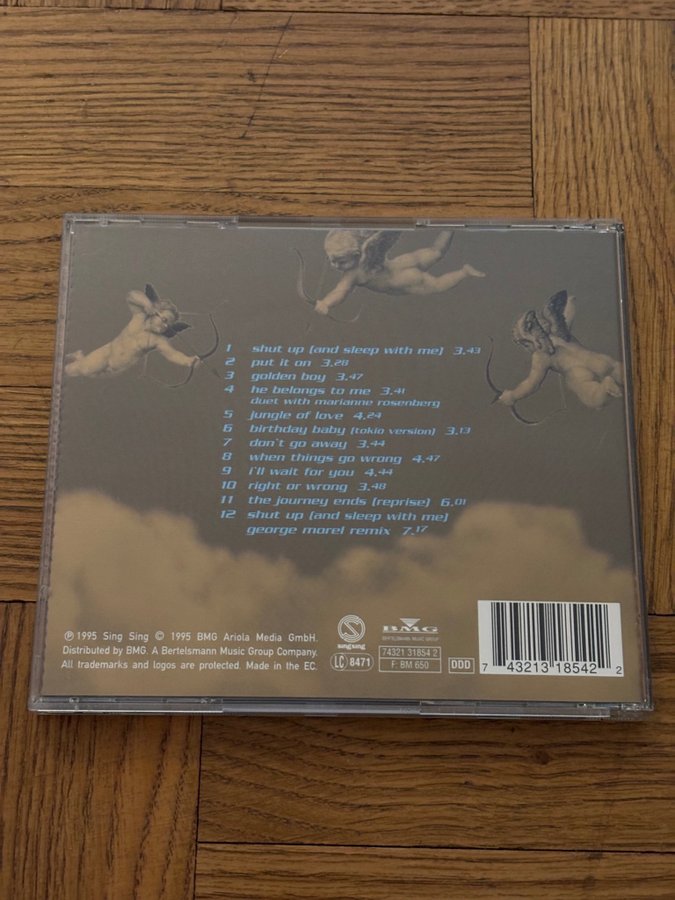 1 shut up (and sleep with me) 3.43
2 put it on 3.28
3 golden boy 3.47
4 he belongs to me 3.41
duet with marianne rosenberg
5 jungle of love 4.24
6 birthday baby (tokio version) 3.13
7 don't go away 3.44
8 when things go wrong 4.47
9 i'll wait for you 4.44
10 right or wrong 3.48
11 the journey ends (reprise) 6.01
12 shut up (and sleep with me)
george morel remix 7.17
℗ 1995 Sing Sing © 1995 BMG Ariola Media GmbH.
Distributed by BMG. A Bertelsmann Music Group Company.
All trademarks and logos are protected. Made in the EC.
singsing
LC 8471
BMG
BERTELSMANN MUSIC GROUP
74321 31854 2
F: BM 650
DDD
7 43213 18542 2